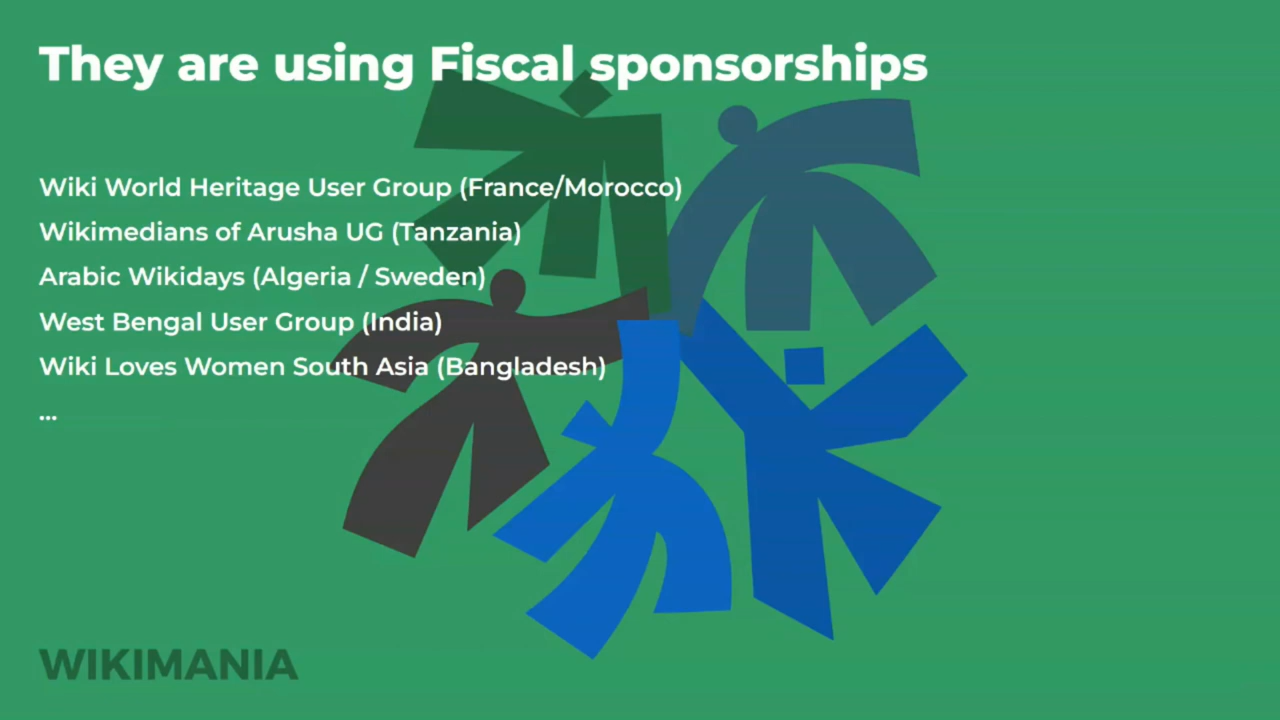 They are using Fiscal sponsorships
Wiki World Heritage User Group (France/Morocco)
Wikimedians of Arusha UG (Tanzania)
Arabic Wikidays (Algeria / Sweden)
West Bengal User Group (India)
Wiki Loves Women South Asia (Bangladesh)
...
WIKIMANIA